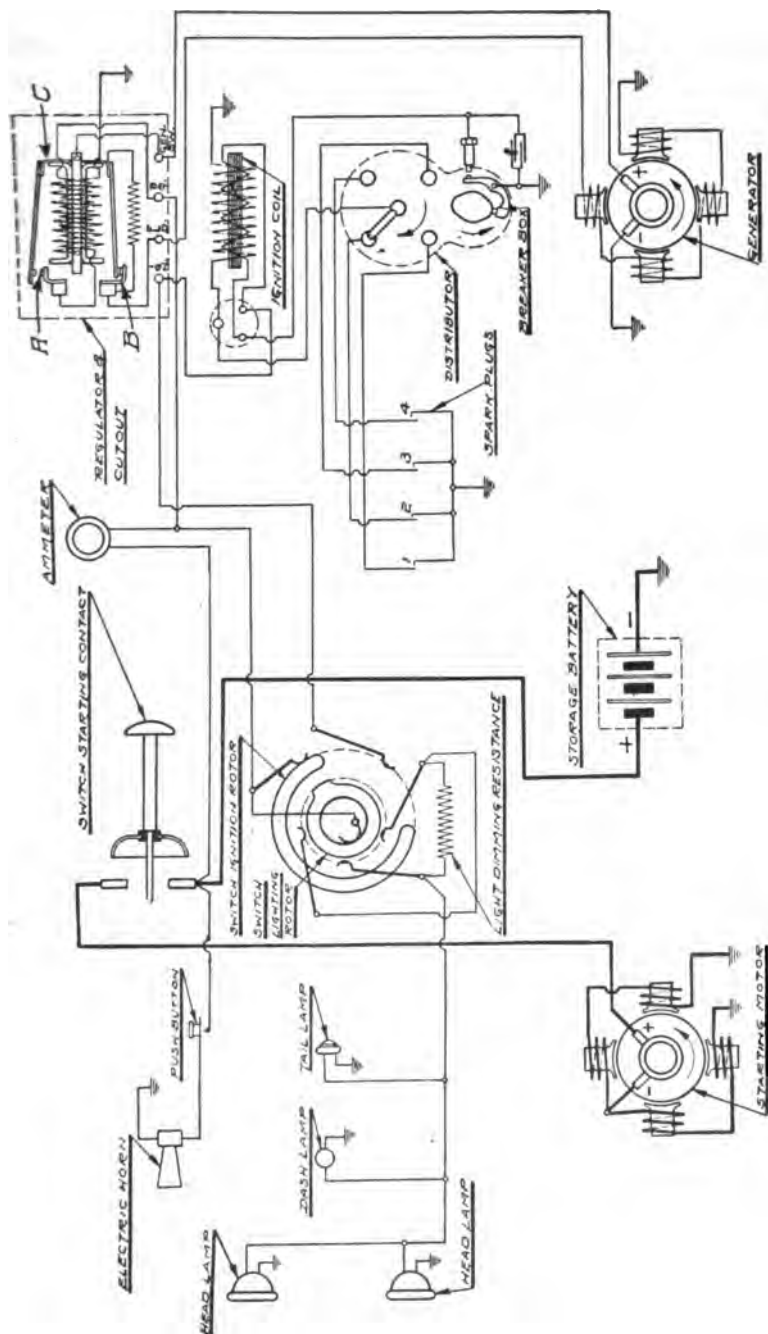 ELECTRIC HORN
PUSH BUTTON
SWITCH STARTING CONTACT
AMMETER
REGULATOR &
CUTOUT
A
B
C
HEAD LAMP
DASH LAMP
TAIL LAMP
SWITCH IGNITION ROTOR
SWITCH
LIGHTING
ROTOR
IGNITION COIL
HEAD LAMP
LIGHT DIMMING RESISTANCE
1
2
3
4
SPARK PLUGS
DISTRIBUTOR
BREAKER BOX
STORAGE BATTERY
+
−
+
−
STARTING MOTOR
+
−
GENERATOR